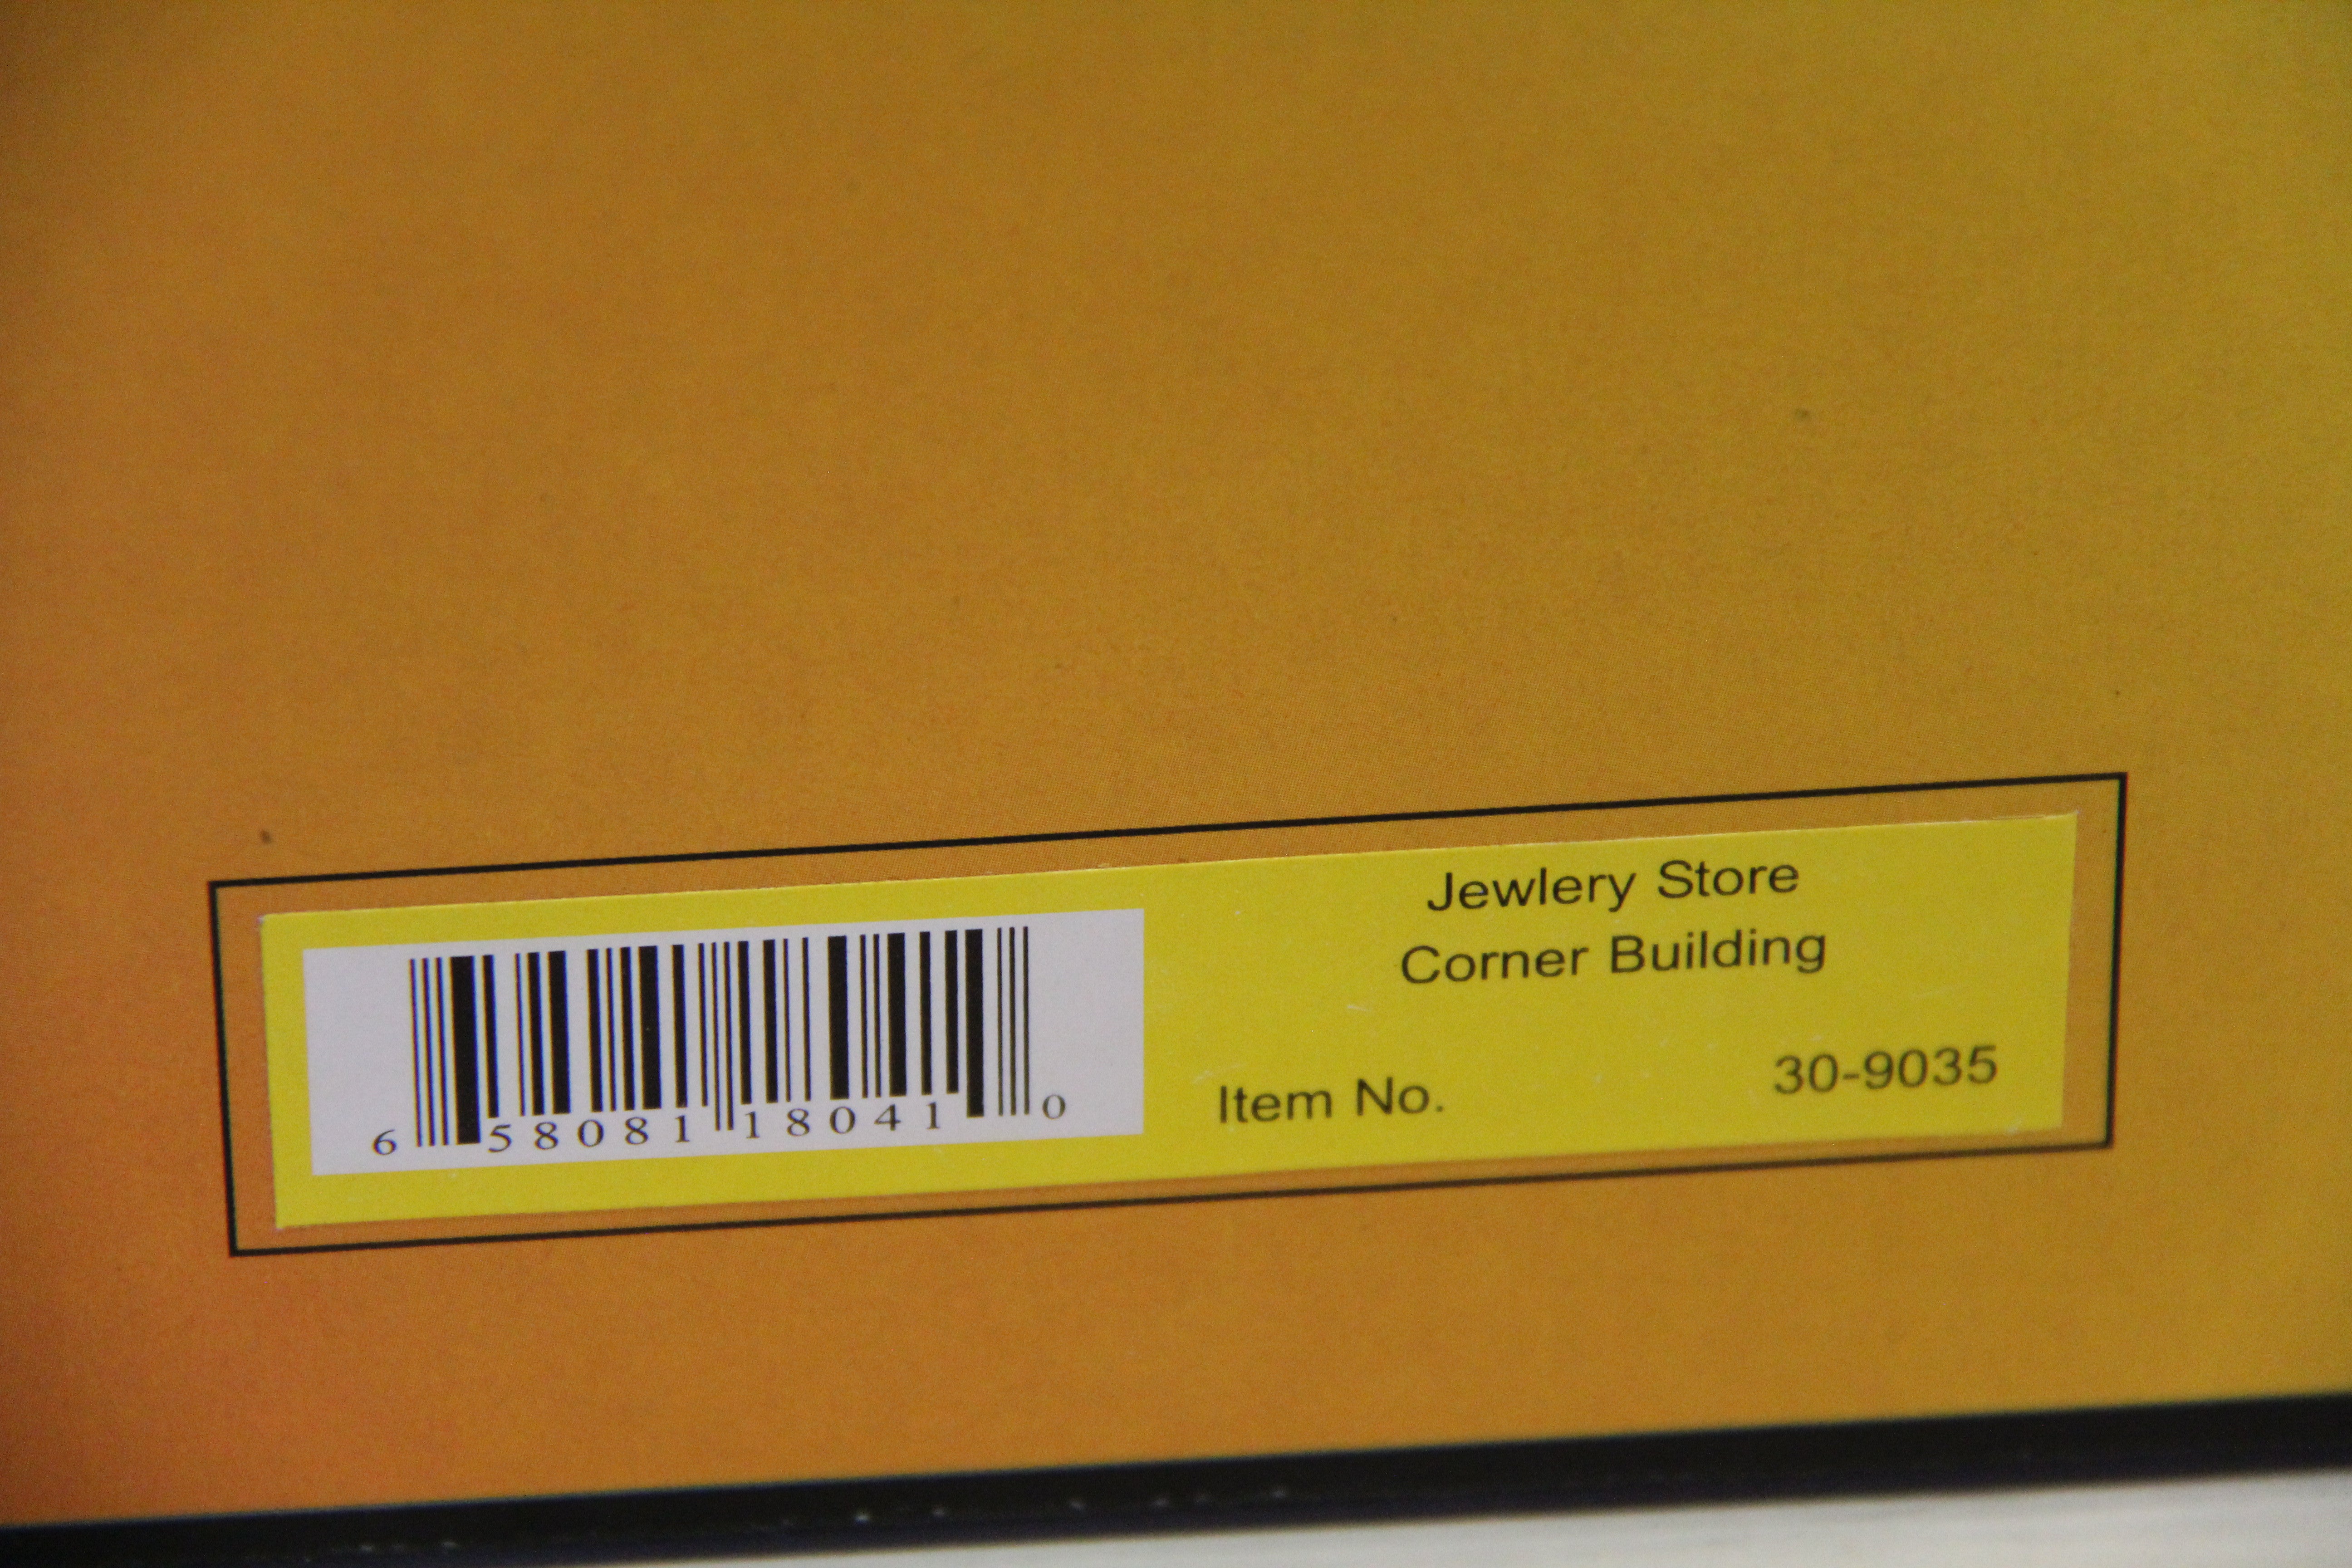 Jewlery Store
Corner Building
Item No. 30-9035
6 58081 18041 0